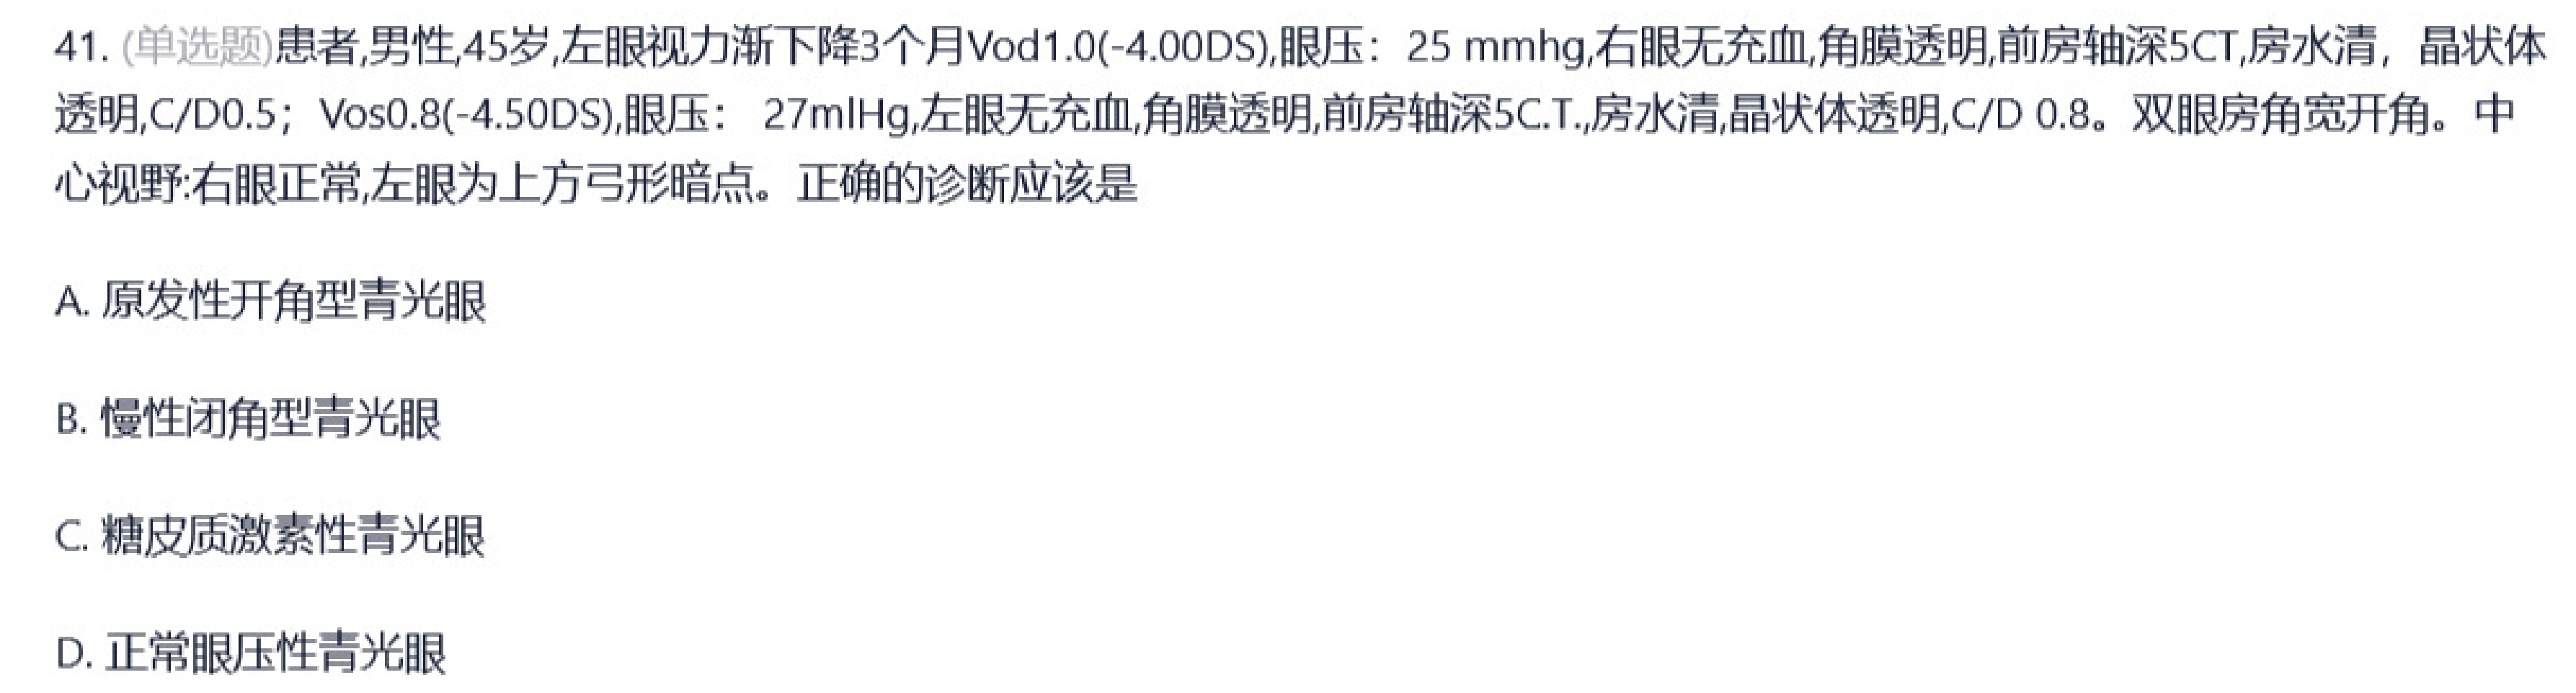 41. (单选题)患者,男性,45岁,左眼视力渐下降3个月Vod1.0(-4.00DS),眼压：25 mmhg,右眼无充血,角膜透明,前房轴深5CT,房水清，晶状体
透明,C/D0.5；Vos0.8(-4.50DS),眼压： 27mlHg,左眼无充血,角膜透明,前房轴深5C.T.,房水清,晶状体透明,C/D 0.8。双眼房角宽开角。中
心视野:右眼正常,左眼为上方弓形暗点。正确的诊断应该是
A. 原发性开角型青光眼
B. 慢性闭角型青光眼
C. 糖皮质激素性青光眼
D. 正常眼压性青光眼